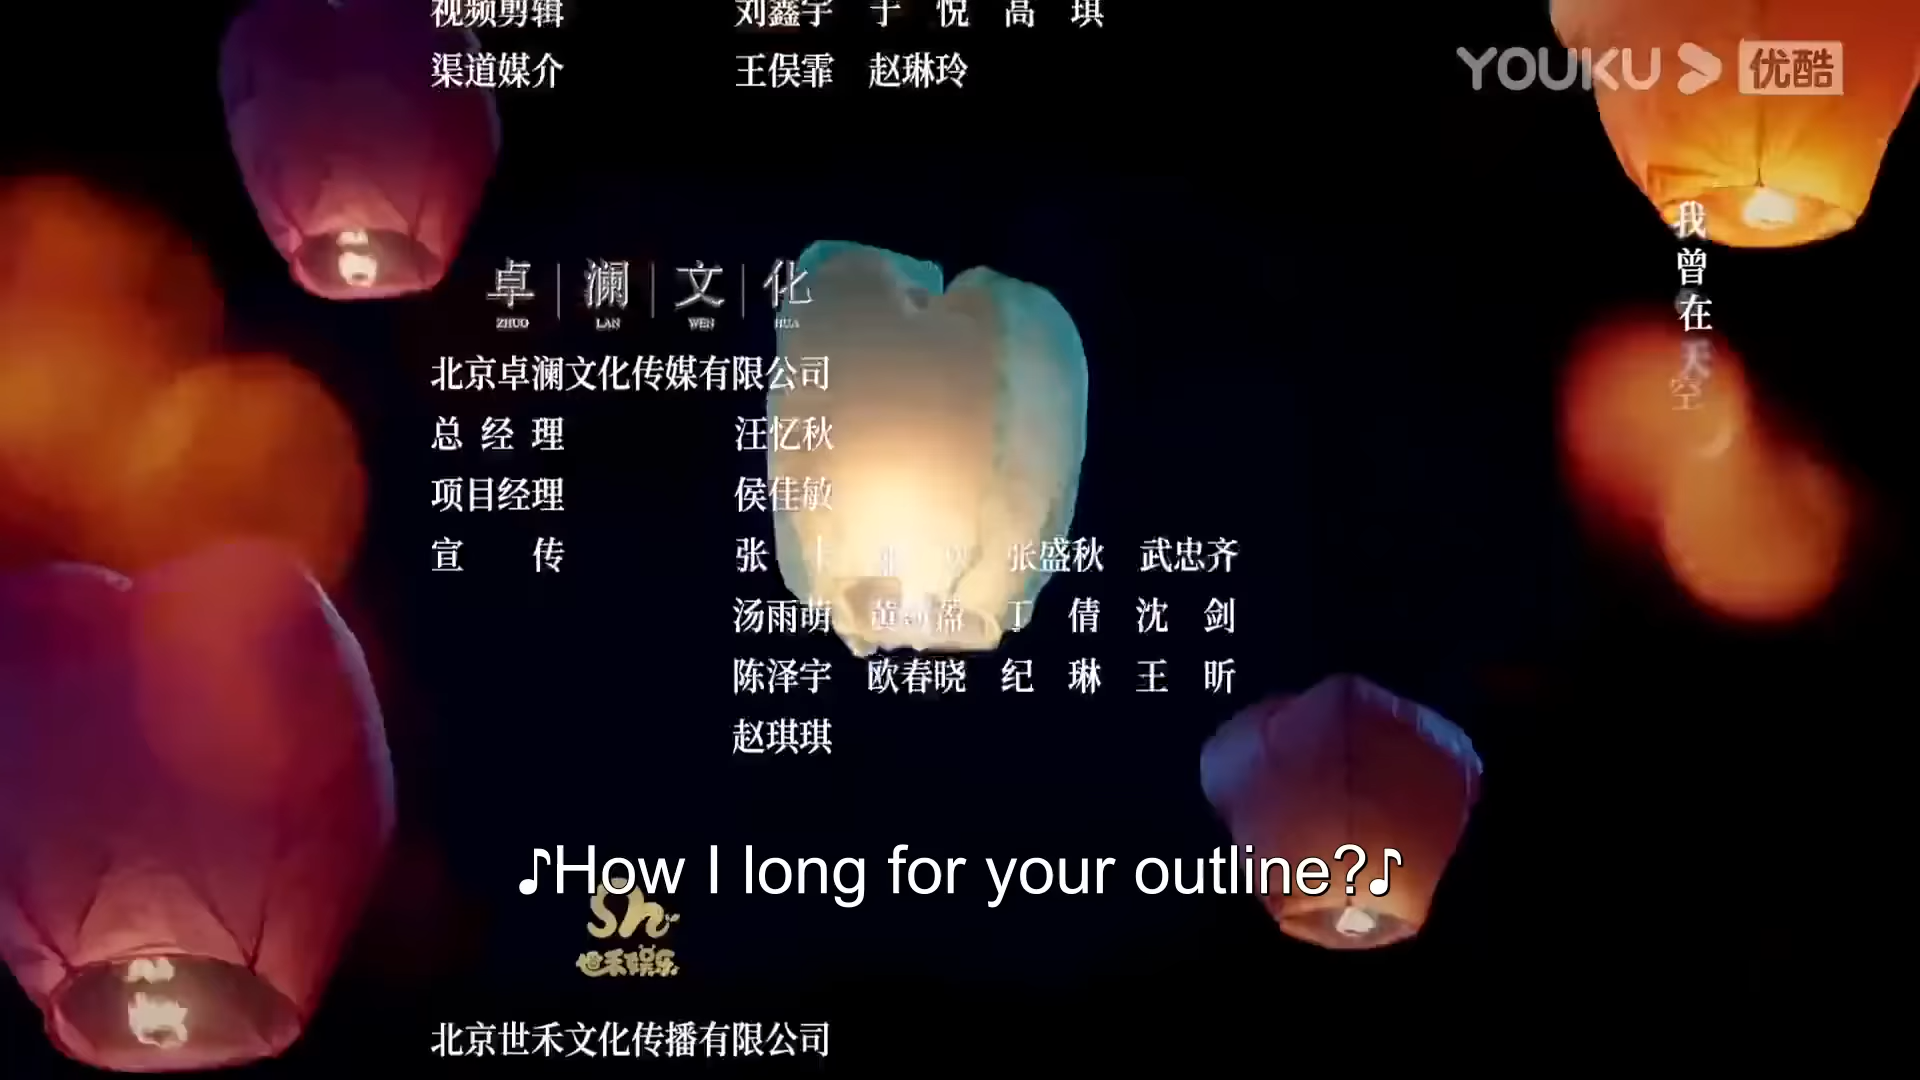 视频剪辑 刘鑫宇 于悦 高琪
渠道媒介 王俣霏 赵琳玲
YOUKU 优酷
我曾在天空
卓 澜 文 化
ZHUO LAN WEN HUA
北京卓澜文化传媒有限公司
总经理 汪忆秋
项目经理 侯佳敏
宣传 张 张盛秋 武忠齐
汤雨萌 丁倩 沈剑
陈泽宇 欧春晓 纪琳 王昕
赵琪琪
♪How I long for your outline?♪
Sh
世禾娱乐
北京世禾文化传播有限公司